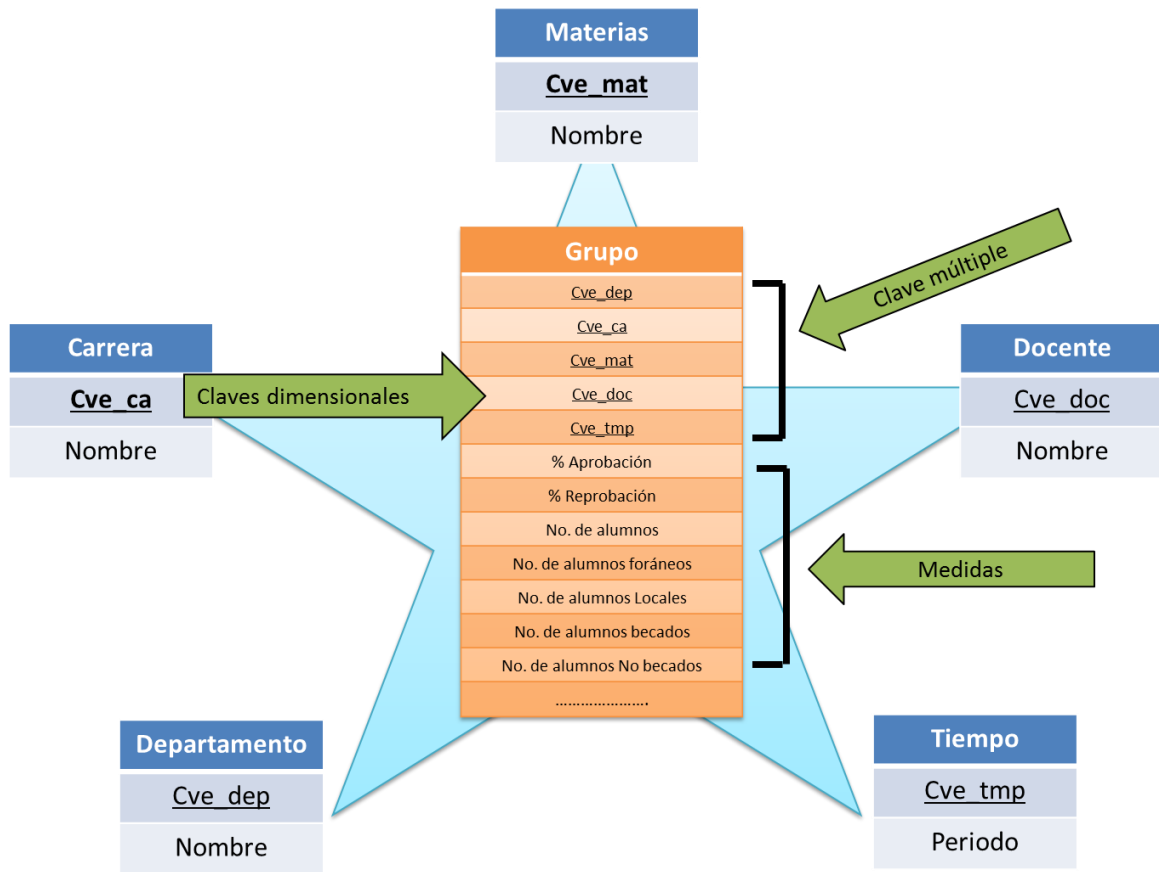 Materias
Cve_mat
Nombre
Grupo
Cve_dep
Cve_ca
Cve_mat
Cve_doc
Cve_tmp
% Aprobación
% Reprobación
No. de alumnos
No. de alumnos foráneos
No. de alumnos Locales
No. de alumnos becados
No. de alumnos No becados
………………….
Clave múltiple
Carrera
Cve_ca
Nombre
Claves dimensionales
Docente
Cve_doc
Nombre
Medidas
Departamento
Cve_dep
Nombre
Tiempo
Cve_tmp
Periodo